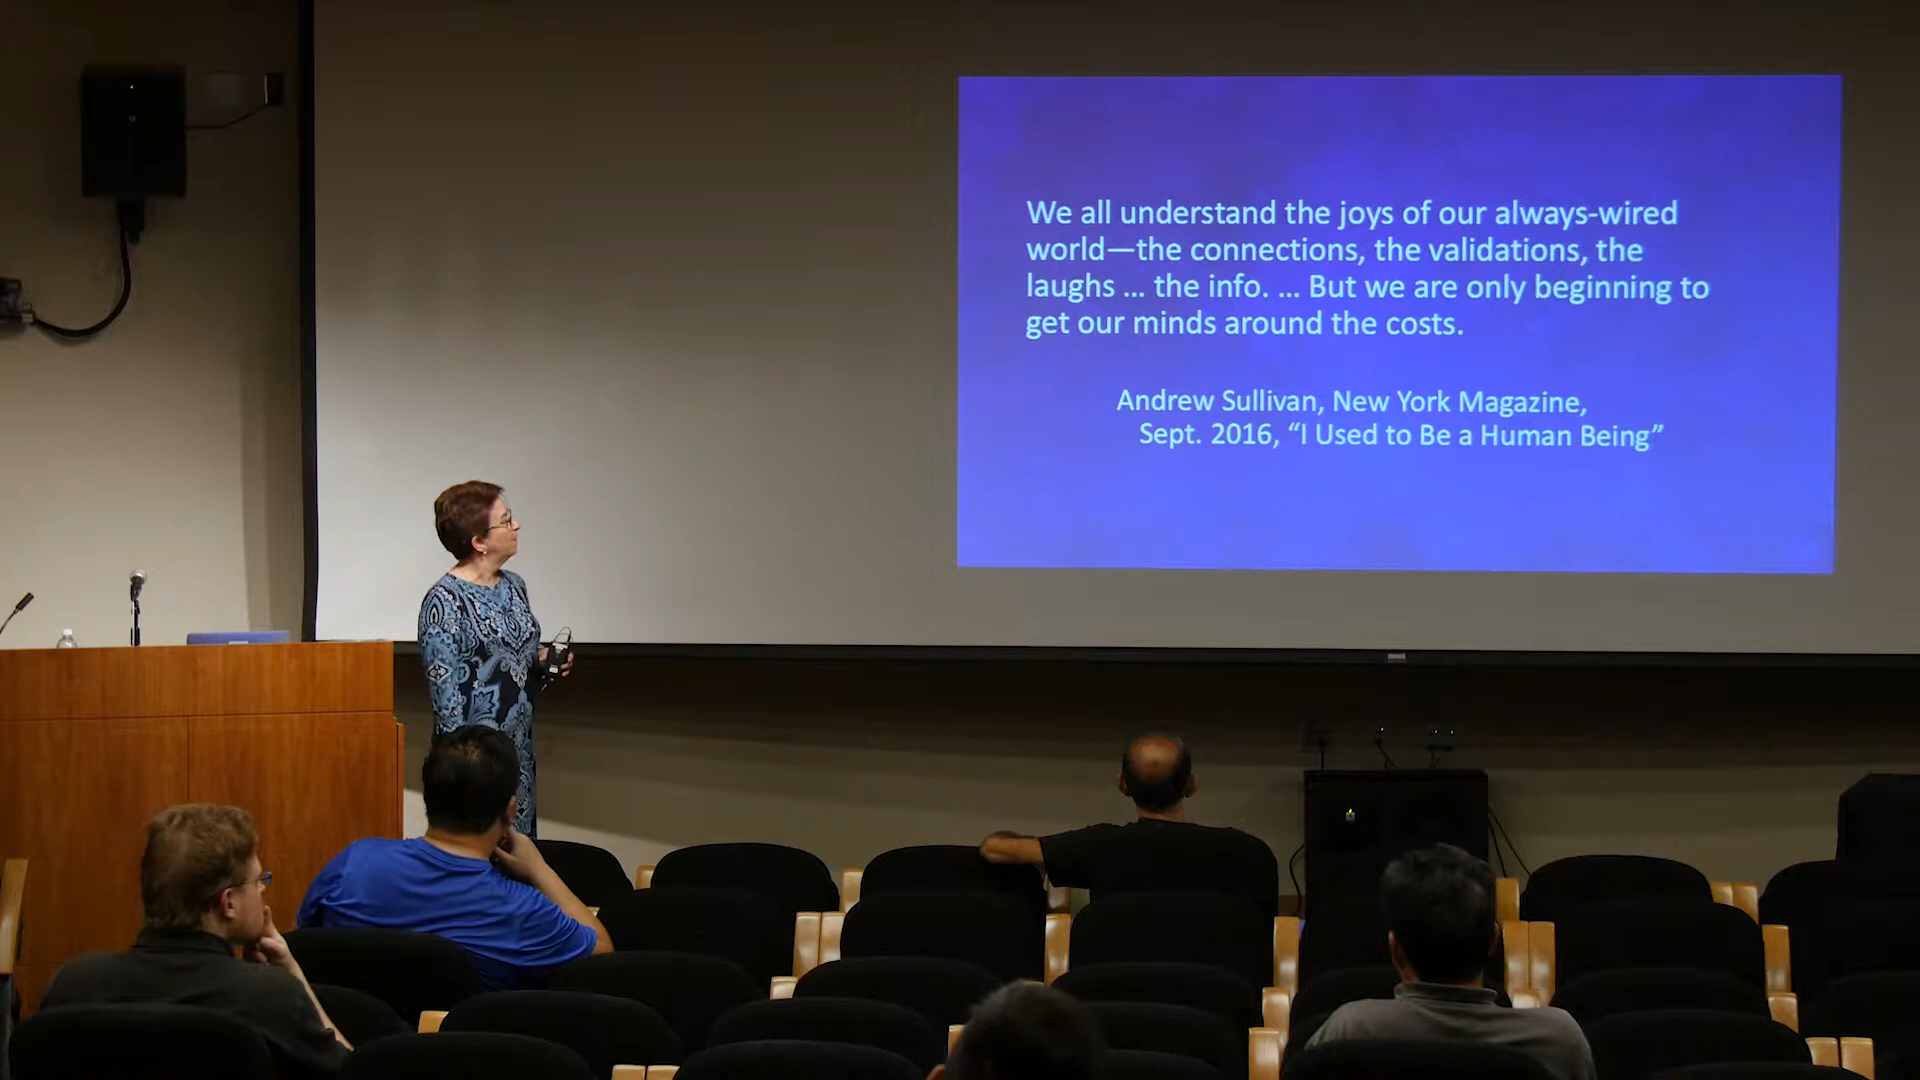 We all understand the joys of our always-wired
world—the connections, the validations, the
laughs … the info. … But we are only beginning to
get our minds around the costs.
Andrew Sullivan, New York Magazine,
Sept. 2016, “I Used to Be a Human Being”